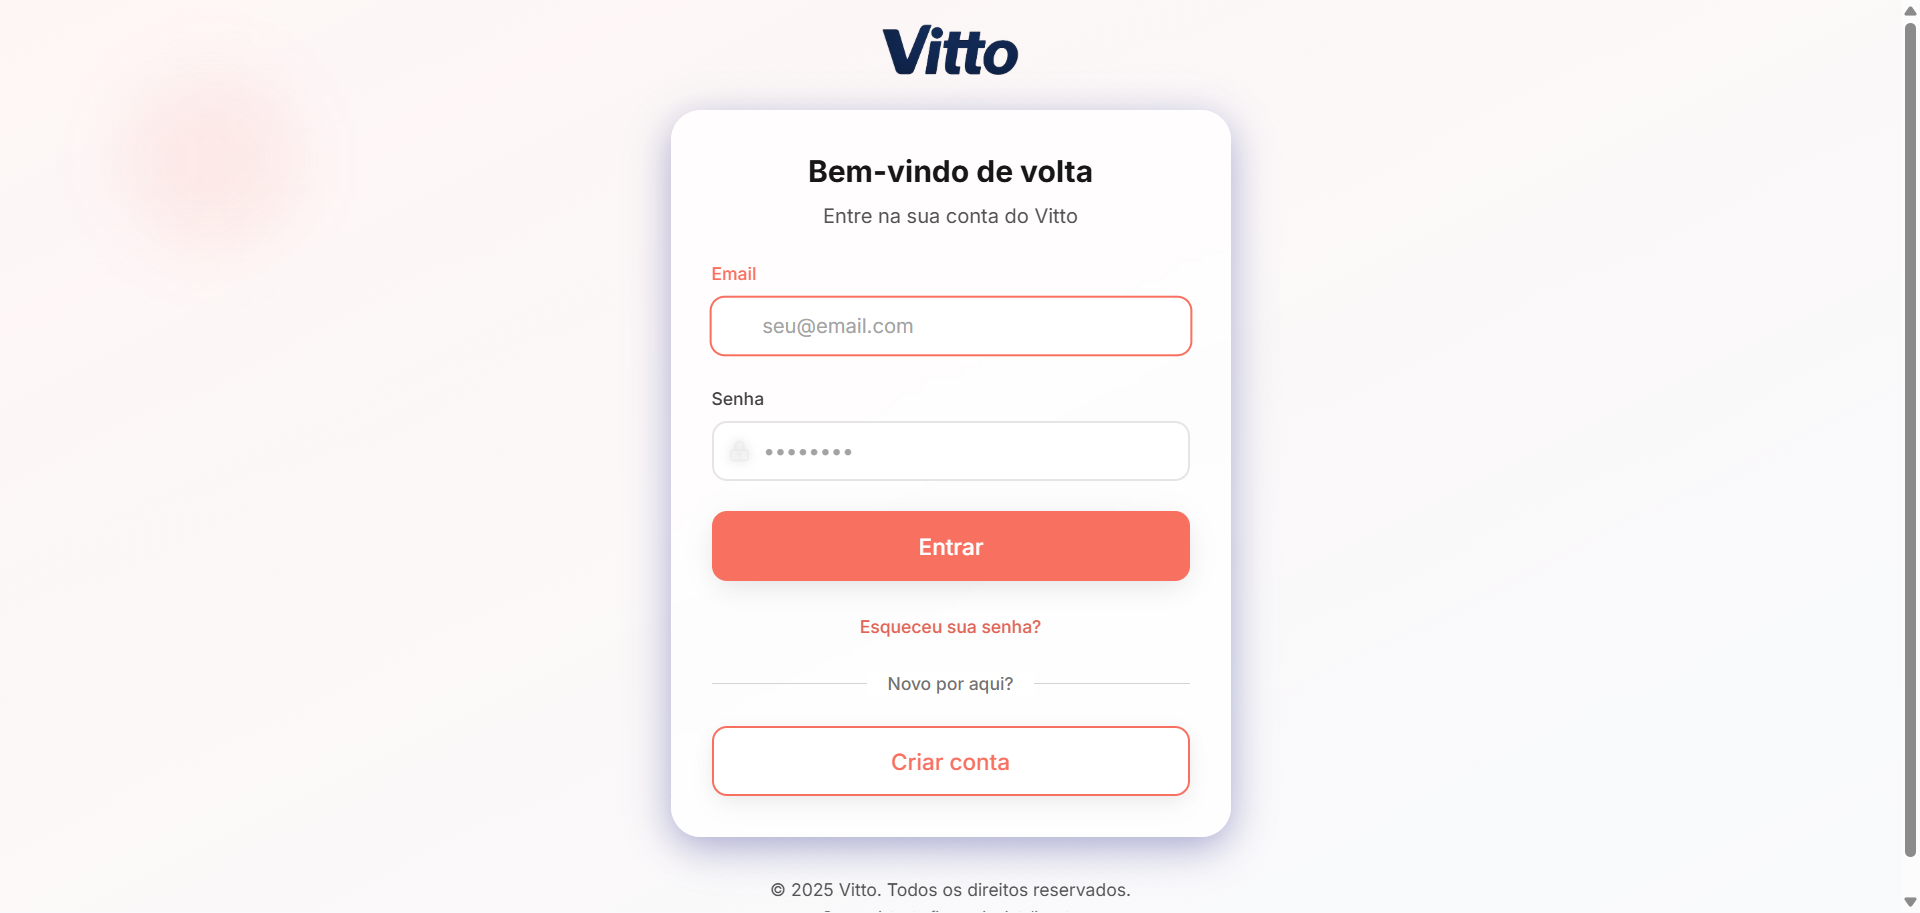 Vitto
Bem-vindo de volta
Entre na sua conta do Vitto
Email
seu@email.com
Senha
••••••••
Entrar
Esqueceu sua senha?
Novo por aqui?
Criar conta
© 2025 Vitto. Todos os direitos reservados.